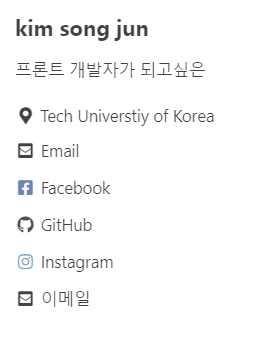 kim song jun
프론트 개발자가 되고싶은
Tech Universtiy of Korea
Email
Facebook
GitHub
Instagram
이메일